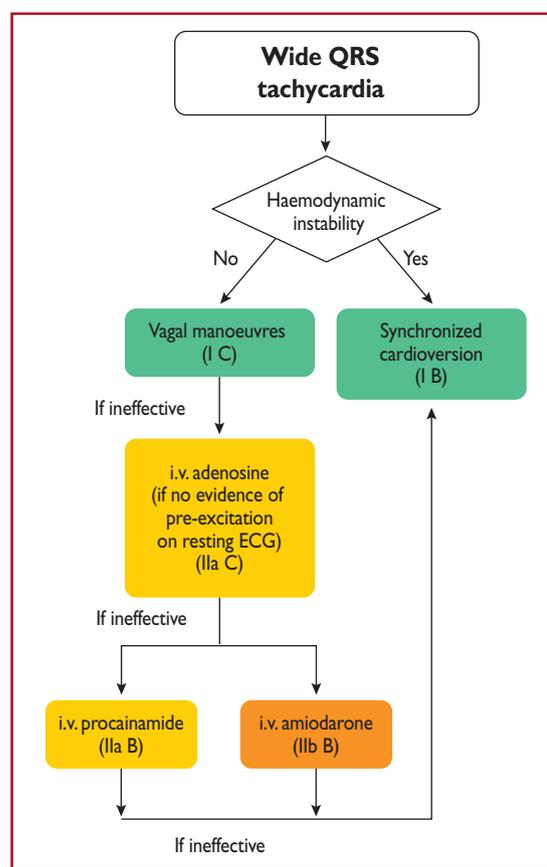 Wide QRS
tachycardia
Haemodynamic
instability
No
Yes
Vagal manoeuvres
(I C)
Synchronized
cardioversion
(I B)
If ineffective
i.v. adenosine
(if no evidence of
pre-excitation
on resting ECG)
(IIa C)
If ineffective
i.v. procainamide
(IIa B)
i.v. amiodarone
(IIb B)
If ineffective